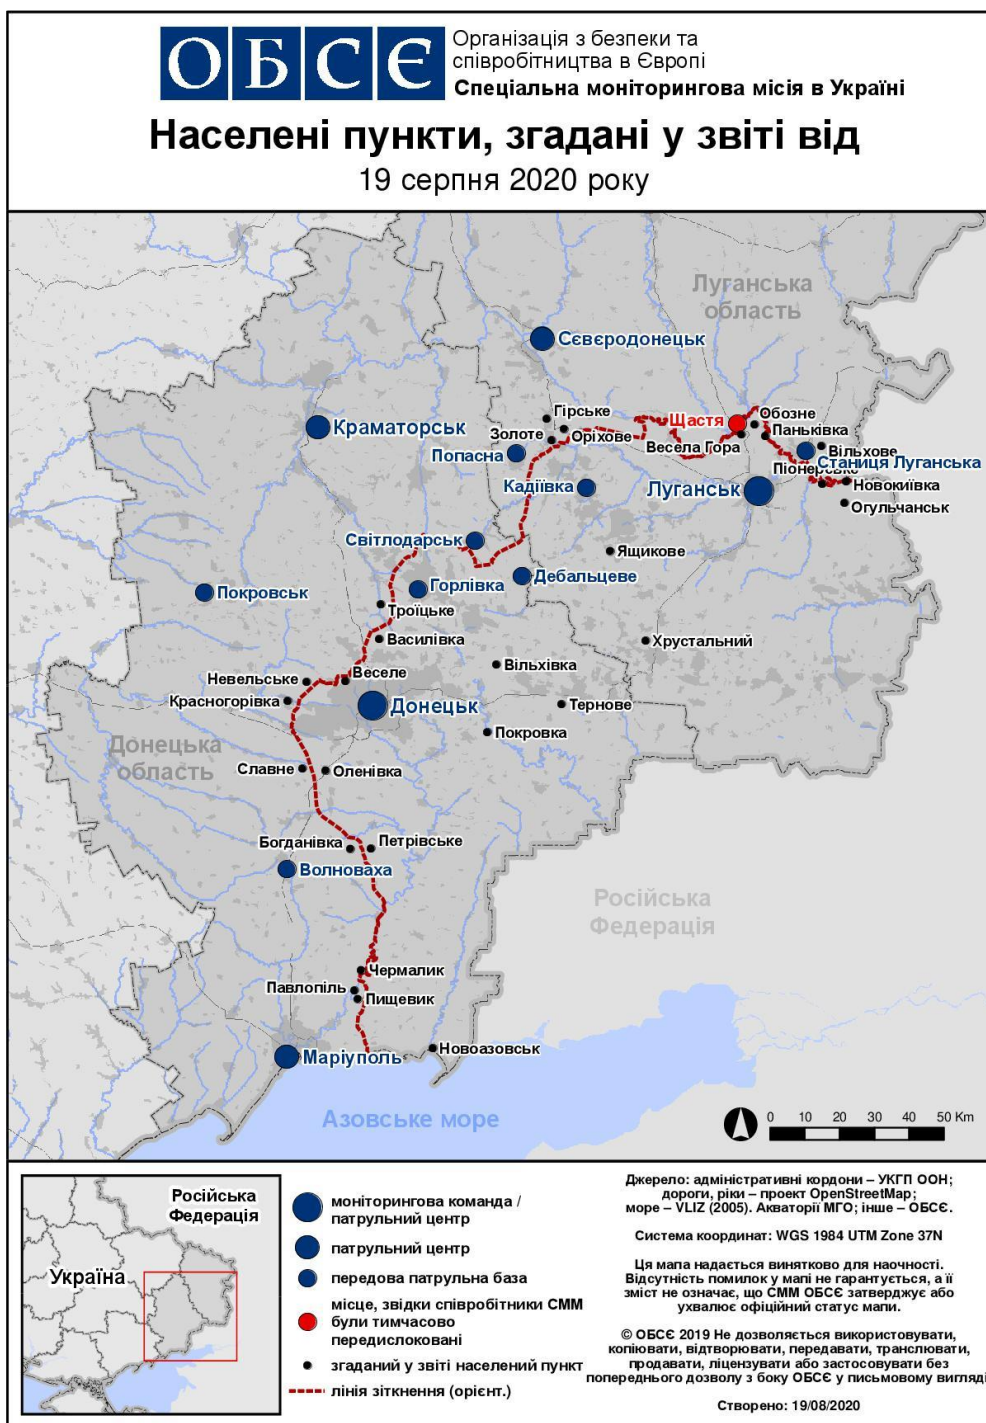 ОБСЄ
Організація з безпеки та
співробітництва в Європі
Спеціальна моніторингова місія в Україні
Населені пункти, згадані у звіті від
19 серпня 2020 року
Луганська
область
Сєвєродонецьк
Гірське
Щастя
Обозне
Краматорськ
Золоте
Оріхове
Паньківка
Весела Гора
Вільхове
Попасна
Станиця Луганська
Піонерське
Кадіївка
Луганськ
Новокиївка
Огульчанськ
Світлодарськ
Ящикове
Покровськ
Горлівка
Дебальцеве
Троїцьке
Василівка
Хрустальний
Вільхівка
Невельське
Веселе
Красногорівка
Донецьк
Тернове
Покровка
Донецька
область
Славне
Оленівка
Богданівка
Петрівське
Волноваха
Російська
Федерація
Чермалик
Павлопіль
Пищевик
Новоазовськ
Маріуполь
Азовське море
0 10 20 30 40 50 Km
Російська
Федерація
Україна
моніторингова команда /
патрульний центр
патрульний центр
передова патрульна база
місце, звідки співробітники СММ
були тимчасово
передислоковані
згаданий у звіті населений пункт
лінія зіткнення (орієнт.)
Джерело: адміністративні кордони – УКГП ООН;
дороги, ріки – проект OpenStreetMap;
море – VLIZ (2005). Акваторії МГО; інше – ОБСЄ.
Система координат: WGS 1984 UTM Zone 37N
Ця мапа надається винятково для наочності.
Відсутність помилок у мапі не гарантується, а її
зміст не означає, що СММ ОБСЄ затверджує або
ухвалює офіційний статус мапи.
© ОБСЄ 2019 Не дозволяється використовувати,
копіювати, відтворювати, передавати, транслювати,
продавати, ліцензувати або застосовувати без
попереднього дозволу з боку ОБСЄ у письмовому вигляді
Створено: 19/08/2020